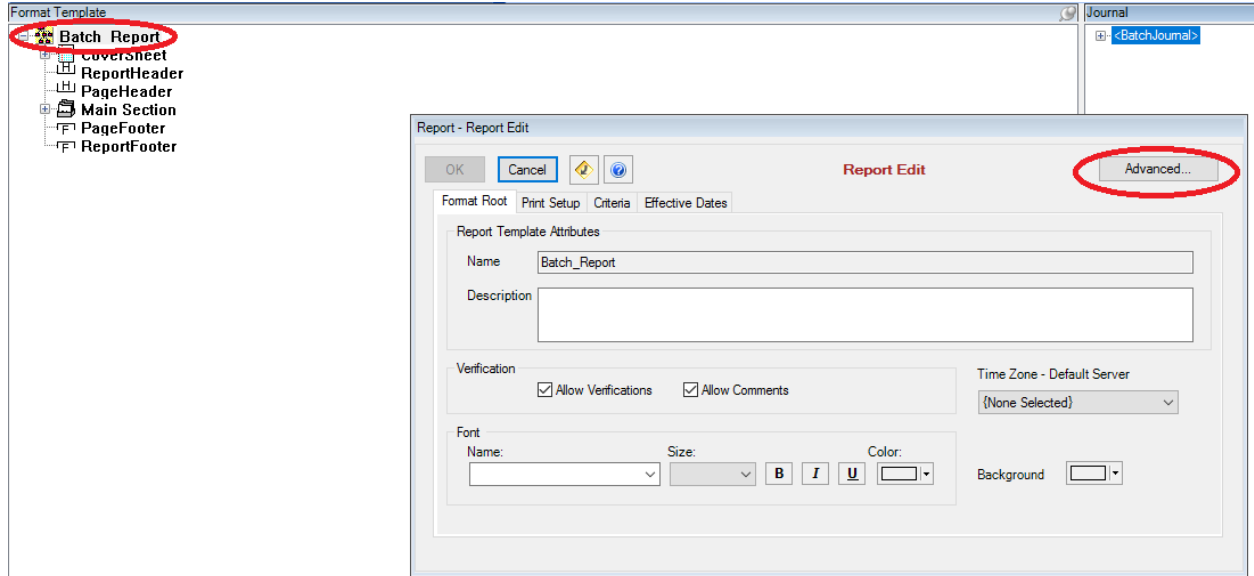 Format Template
Journal
Batch_Report
<BatchJournal>
CoverSheet
ReportHeader
PageHeader
Main Section
PageFooter
ReportFooter
Report - Report Edit
OK
Cancel
Report Edit
Advanced...
Format Root
Print Setup
Criteria
Effective Dates
Report Template Attributes
Name
Batch_Report
Description
Verification
Allow Verifications
Allow Comments
Time Zone - Default Server
{None Selected}
Font
Name:
Size:
Color:
B
I
U
Background